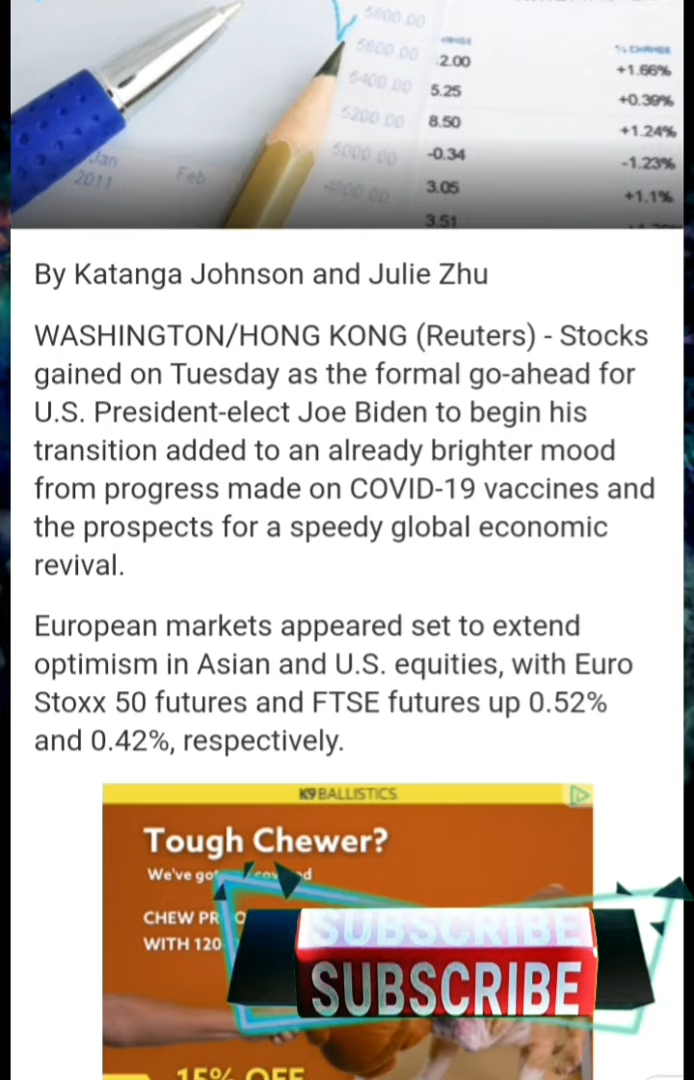 5800.00
5600.00
5400.00
5200.00
5000.00
4800.00
Jan
2011
Feb
2.00
5.25
8.50
-0.34
3.05
3.51
% CHANGE
+1.66%
+0.39%
+1.24%
-1.23%
+1.1%
By Katanga Johnson and Julie Zhu
WASHINGTON/HONG KONG (Reuters) - Stocks
gained on Tuesday as the formal go-ahead for
U.S. President-elect Joe Biden to begin his
transition added to an already brighter mood
from progress made on COVID-19 vaccines and
the prospects for a speedy global economic
revival.
European markets appeared set to extend
optimism in Asian and U.S. equities, with Euro
Stoxx 50 futures and FTSE futures up 0.52%
and 0.42%, respectively.
K9 BALLISTICS
Tough Chewer?
We've got
CHEW
WITH 120
SUBSCRIBE
SUBSCRIBE
15% OFF